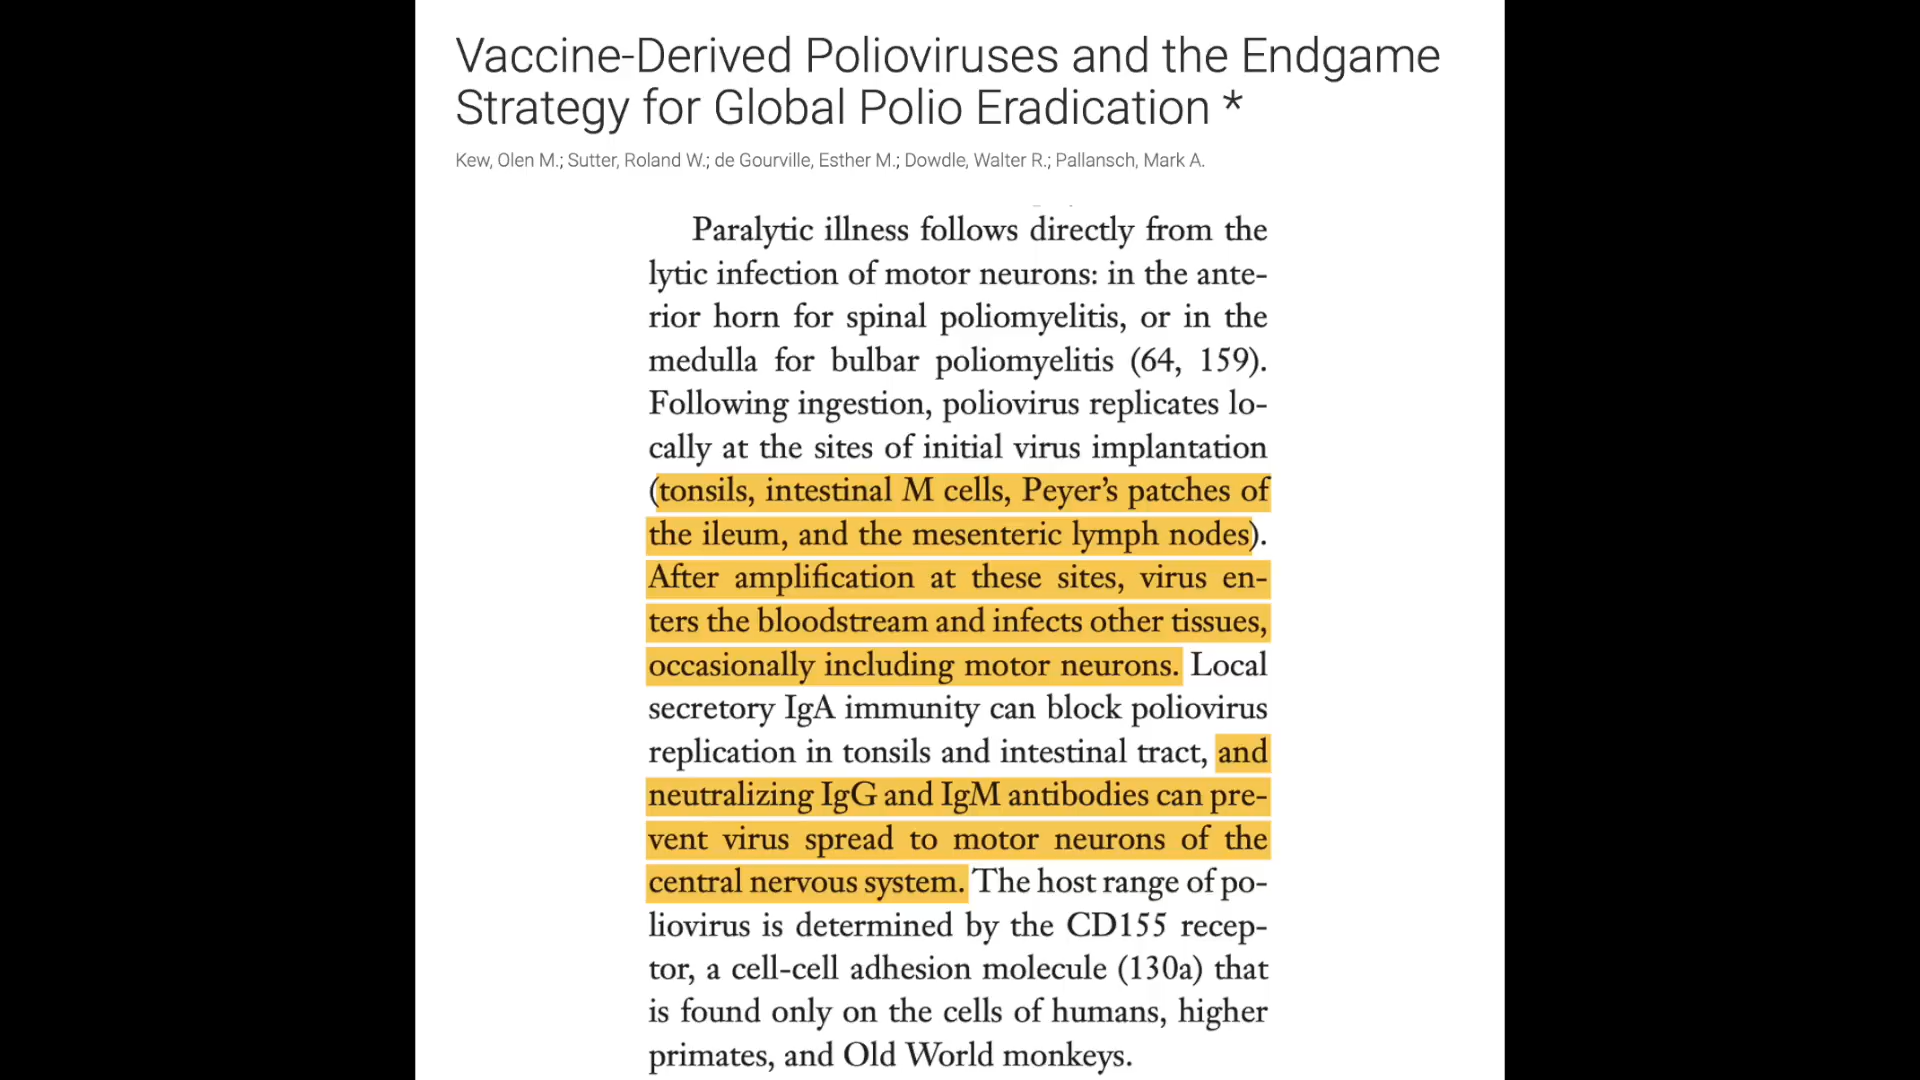 Vaccine-Derived Polioviruses and the Endgame
Strategy for Global Polio Eradication *
Kew, Olen M.; Sutter, Roland W.; de Gourville, Esther M.; Dowdle, Walter R.; Pallansch, Mark A.
Paralytic illness follows directly from the
lytic infection of motor neurons: in the ante-
rior horn for spinal poliomyelitis, or in the
medulla for bulbar poliomyelitis (64, 159).
Following ingestion, poliovirus replicates lo-
cally at the sites of initial virus implantation
(tonsils, intestinal M cells, Peyer’s patches of
the ileum, and the mesenteric lymph nodes).
After amplification at these sites, virus en-
ters the bloodstream and infects other tissues,
occasionally including motor neurons. Local
secretory IgA immunity can block poliovirus
replication in tonsils and intestinal tract, and
neutralizing IgG and IgM antibodies can pre-
vent virus spread to motor neurons of the
central nervous system. The host range of po-
liovirus is determined by the CD155 recep-
tor, a cell-cell adhesion molecule (130a) that
is found only on the cells of humans, higher
primates, and Old World monkeys.